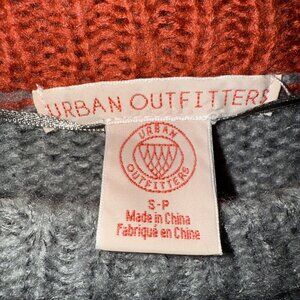 URBAN OUTFITTERS
URBAN
OUTFITTERS
S-P
Made in China
Fabriqué en Chine